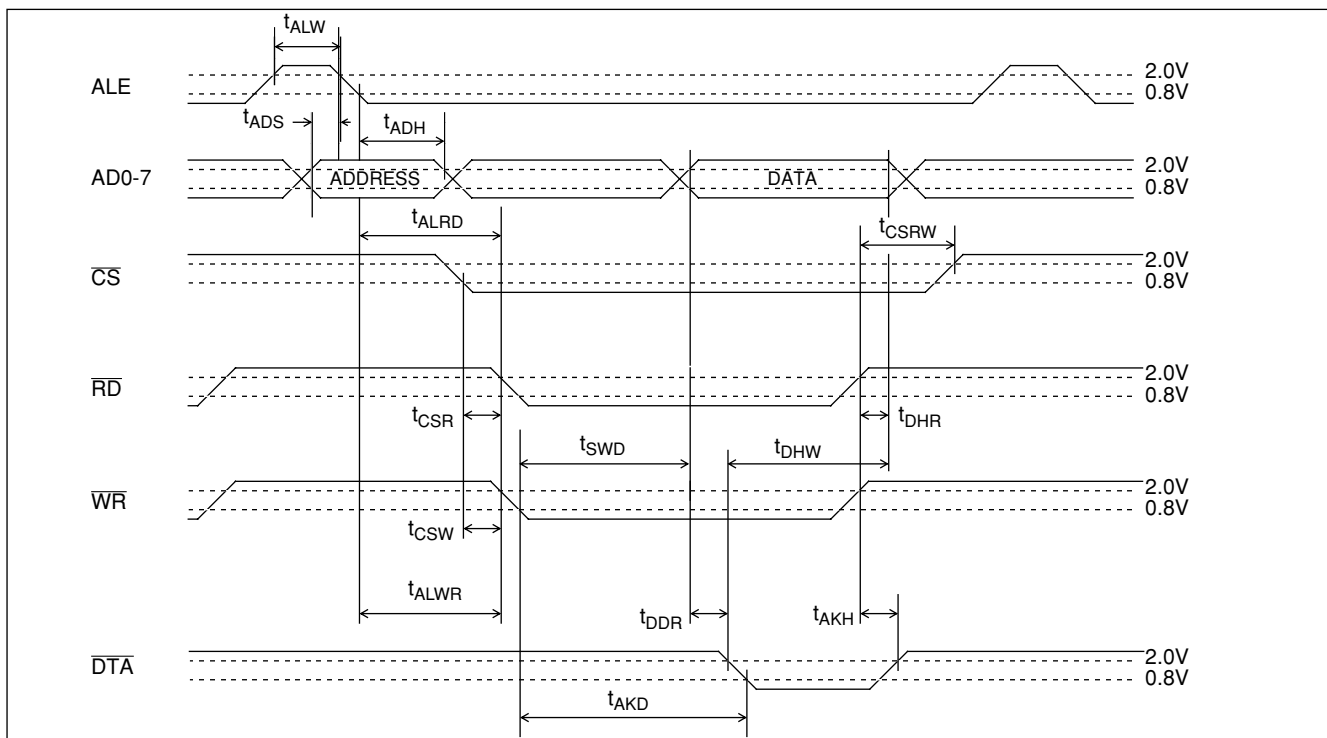 tALW
ALE
2.0V
0.8V
tADS
tADH
AD0-7
ADDRESS
DATA
2.0V
0.8V
tALRD
tCSRW
CS
2.0V
0.8V
RD
2.0V
0.8V
tCSR
tDHR
tSWD
tDHW
WR
2.0V
0.8V
tCSW
tALWR
tDDR
tAKH
DTA
2.0V
0.8V
tAKD